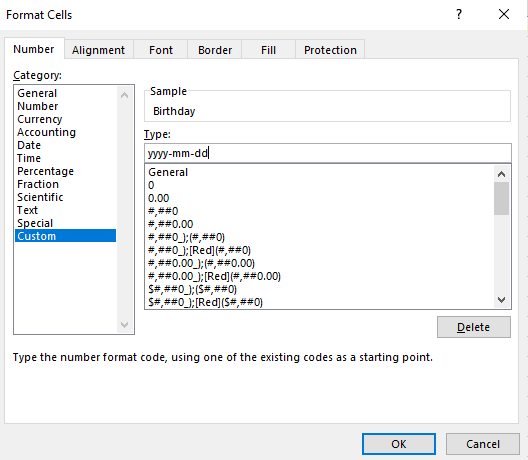 Format Cells
?
Number Alignment Font Border Fill Protection
Category:
General
Number
Currency
Accounting
Date
Time
Percentage
Fraction
Scientific
Text
Special
Custom
Sample
Birthday
Type:
yyyy-mm-dd
General
0
0.00
#,##0
#,##0.00
#,##0_);(#,##0)
#,##0_);[Red](#,##0)
#,##0.00_);(#,##0.00)
#,##0.00_);[Red](#,##0.00)
$#,##0_);($#,##0)
$#,##0_);[Red]($#,##0)
Delete
Type the number format code, using one of the existing codes as a starting point.
OK Cancel